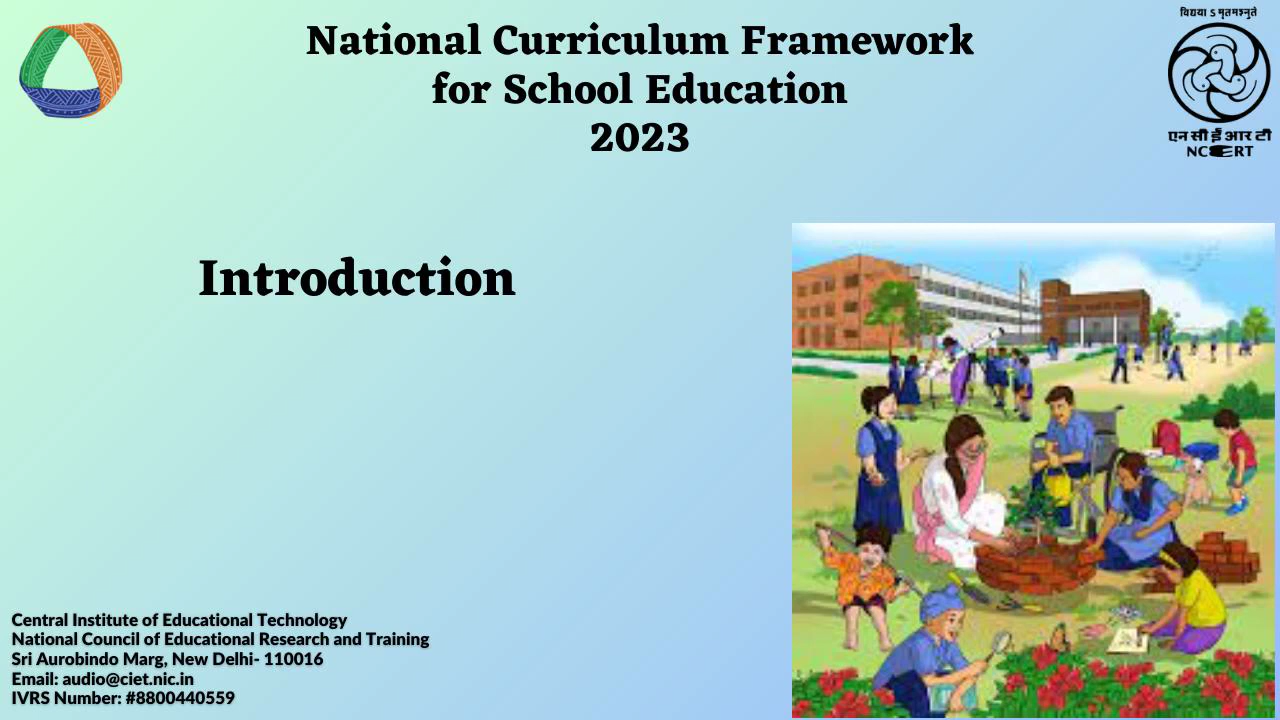 विद्यया ऽ मृतमश्नुते
National Curriculum Framework
for School Education
2023
एन सी ई आर टी
NCERT
Introduction
Central Institute of Educational Technology
National Council of Educational Research and Training
Sri Aurobindo Marg, New Delhi- 110016
Email: audio@ciet.nic.in
IVRS Number: #8800440559